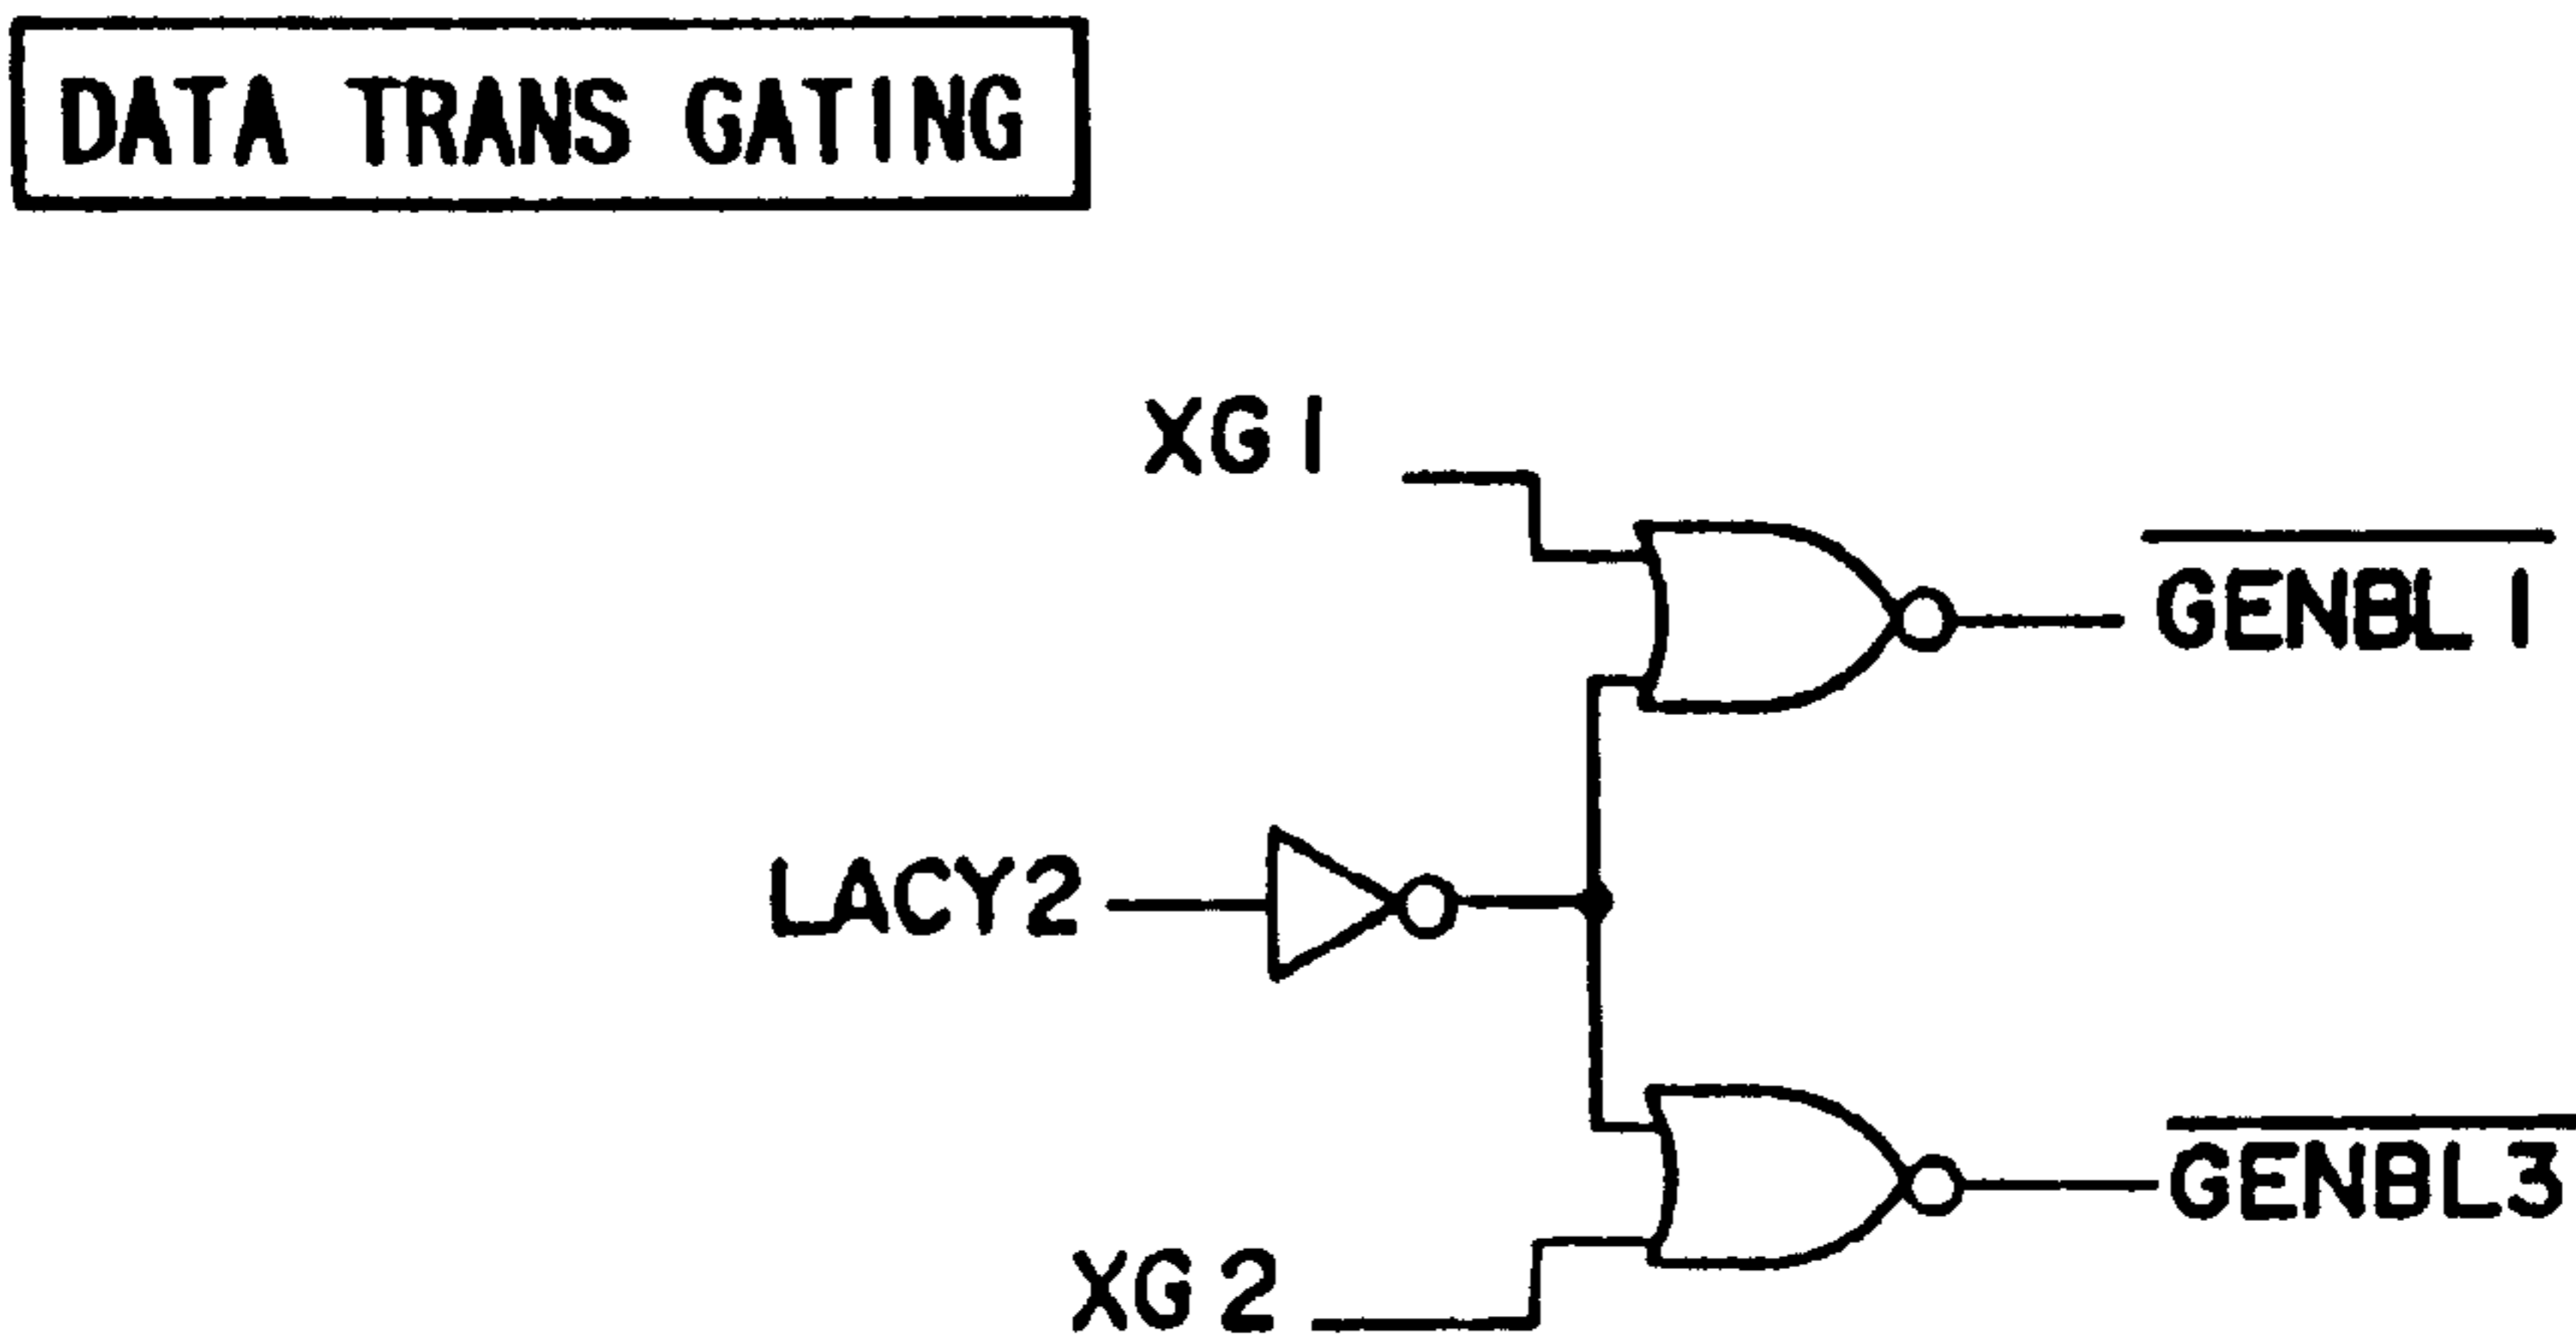 DATA TRANS GATING
XG1
GENBL1
LACY2
GENBL3
XG2